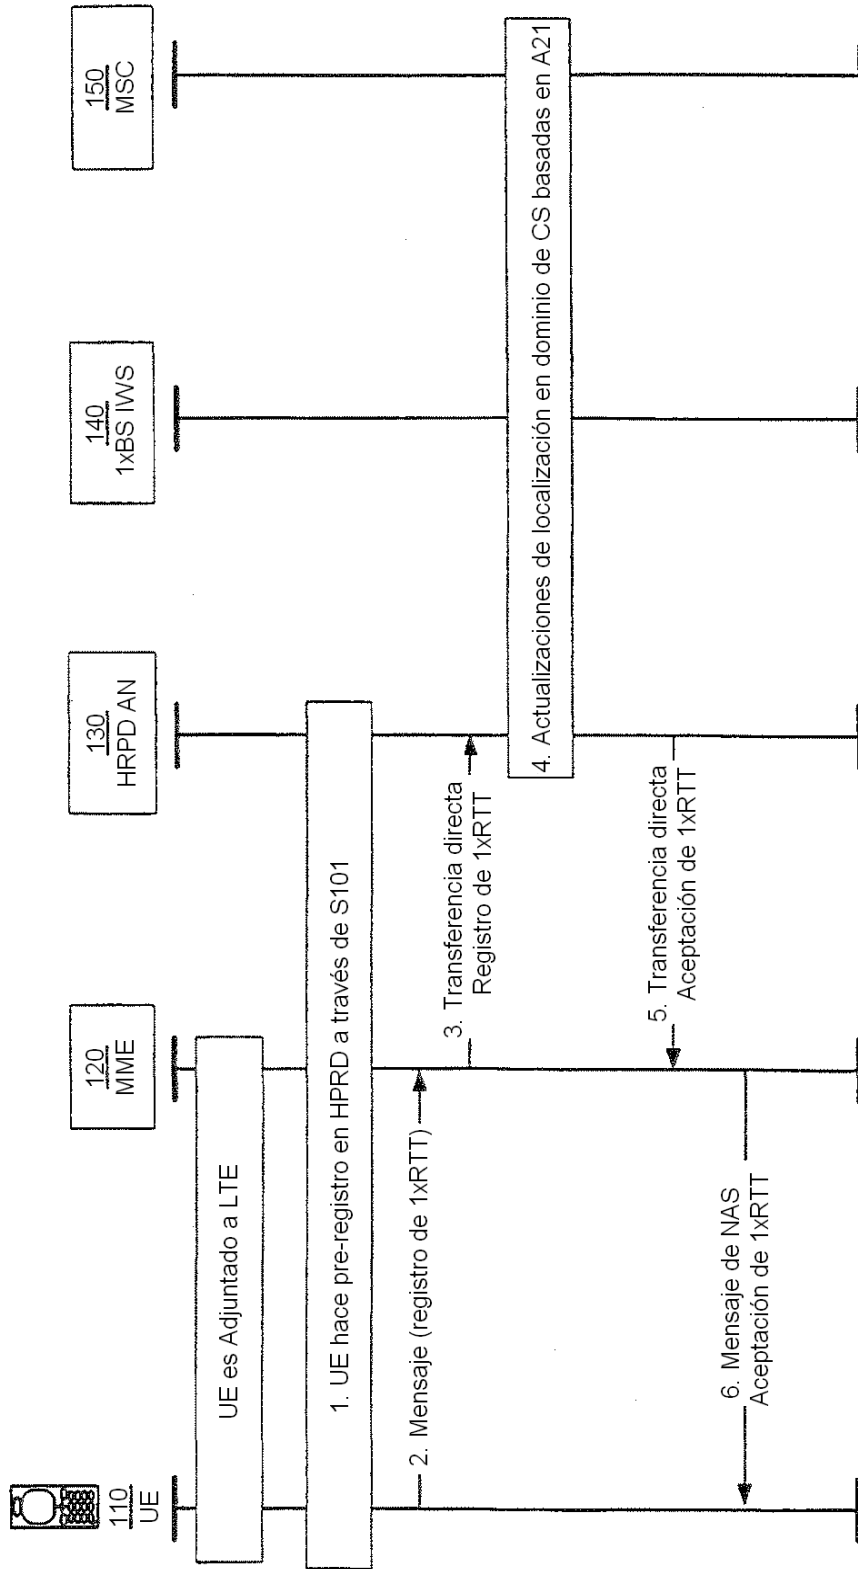 110
UE
120
MME
130
HRPD AN
140
1xBS IWS
150
MSC
UE es Adjuntado a LTE
1. UE hace pre-registro en HPRD a través de S101
2. Mensaje (registro de 1xRTT)
3. Transferencia directa
Registro de 1xRTT
4. Actualizaciones de localización en dominio de CS basadas en A21
5. Transferencia directa
Aceptación de 1xRTT
6. Mensaje de NAS
Aceptación de 1xRTT